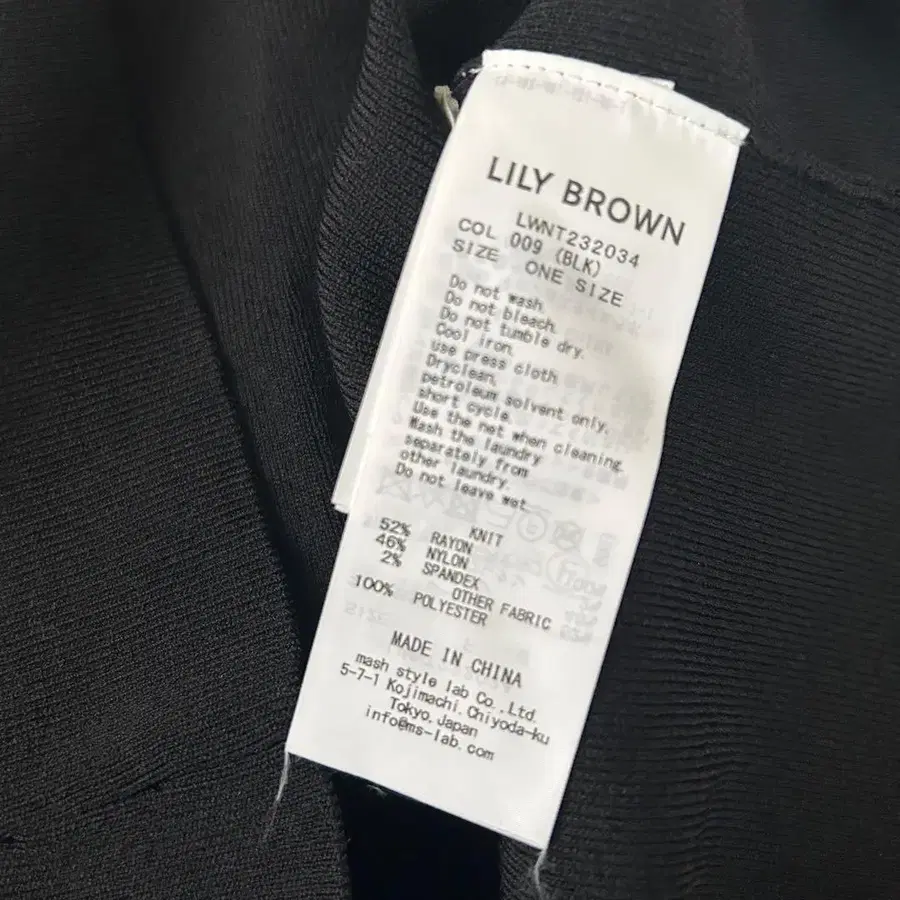 LILY BROWN
LWNT232034
COL 009 (BLK)
SIZE ONE SIZE
Do not wash.
Do not bleach.
Do not tumble dry.
Cool iron.
use press cloth
Dryclean,
petroleum solvent only,
short cycle.
Use the net when cleaning.
Wash the laundry
separately from
other laundry.
Do not leave wet.
KNIT
52% RAYON
46% NYLON
2% SPANDEX
OTHER FABRIC
100% POLYESTER
MADE IN CHINA
mash style lab Co.,Ltd.
5-7-1 Kojimachi.Chiyoda-ku
Tokyo.Japan
info@ms-lab.com